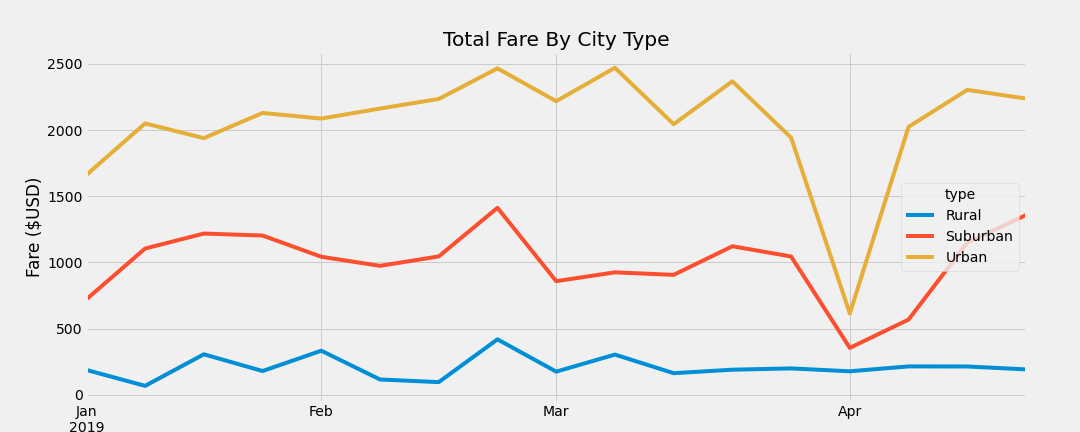 Total Fare By City Type
Fare ($USD)
2500
2000
1500
1000
500
0
type
Rural
Suburban
Urban
Jan
2019
Feb
Mar
Apr